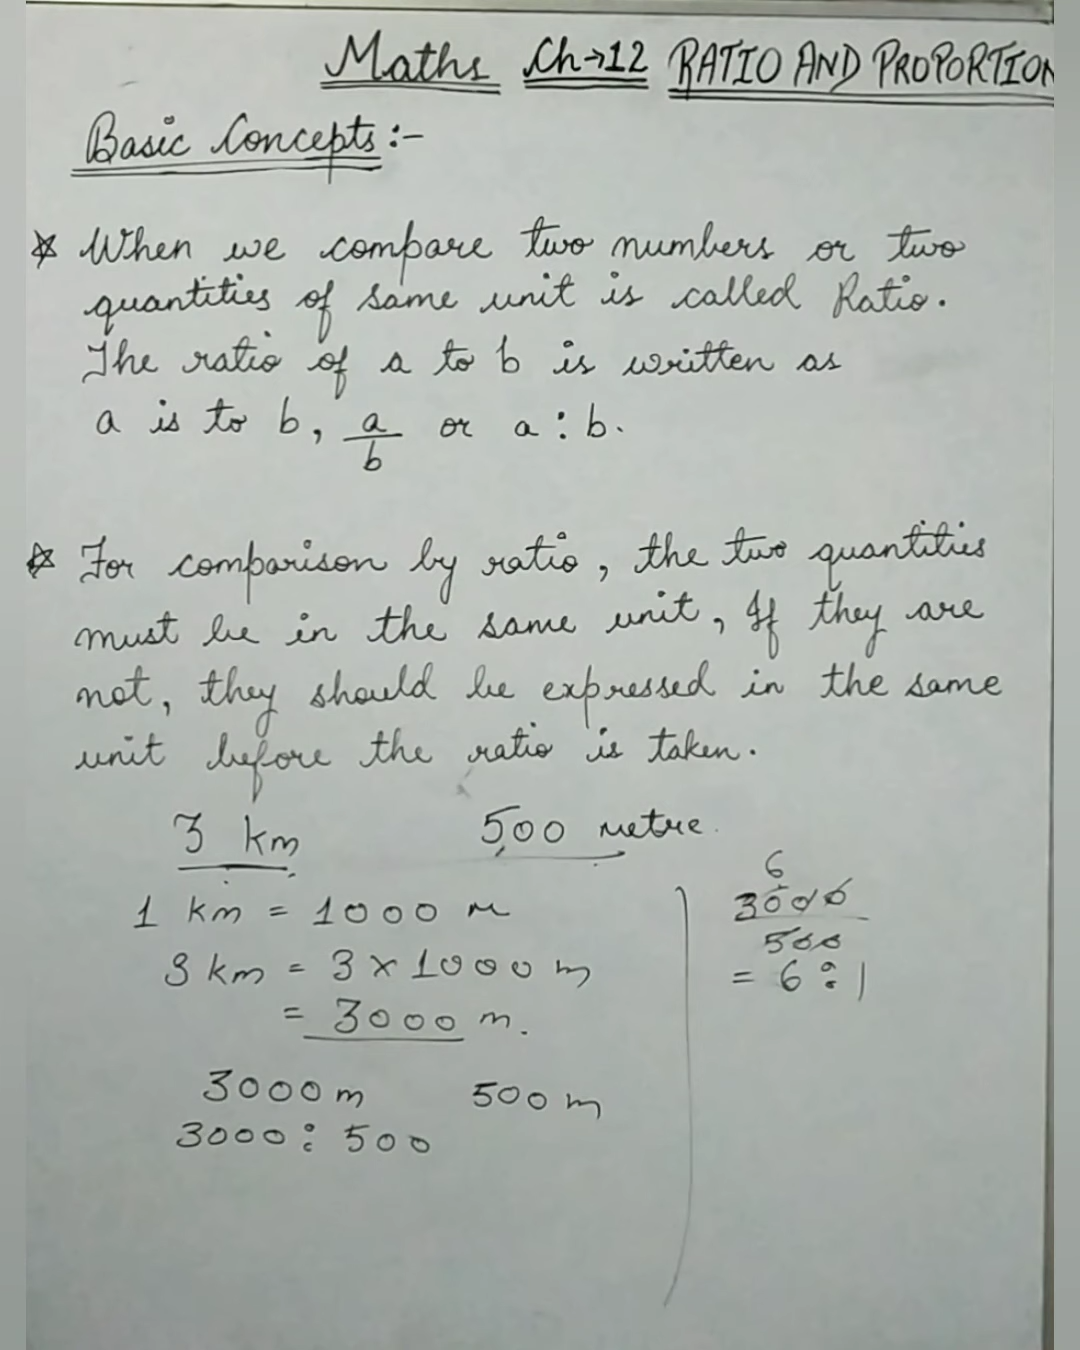 Maths Ch→12 RATIO AND PROPORTION
Basic Concepts :-
☆ When we compare two numbers or two
quantities of same unit is called Ratio.
The ratio of a to b is written as
a is to b, a/b or a : b.
☆ For comparison by ratio, the two quantities
must be in the same unit, If they are
not, they should be expressed in the same
unit before the ratio is taken.
3 km 500 metre.
1 km = 1000 m
3 km = 3 × 1000 m
= 3000 m.
3000 m 500 m
3000 : 500
6
3000
500
= 6 : 1